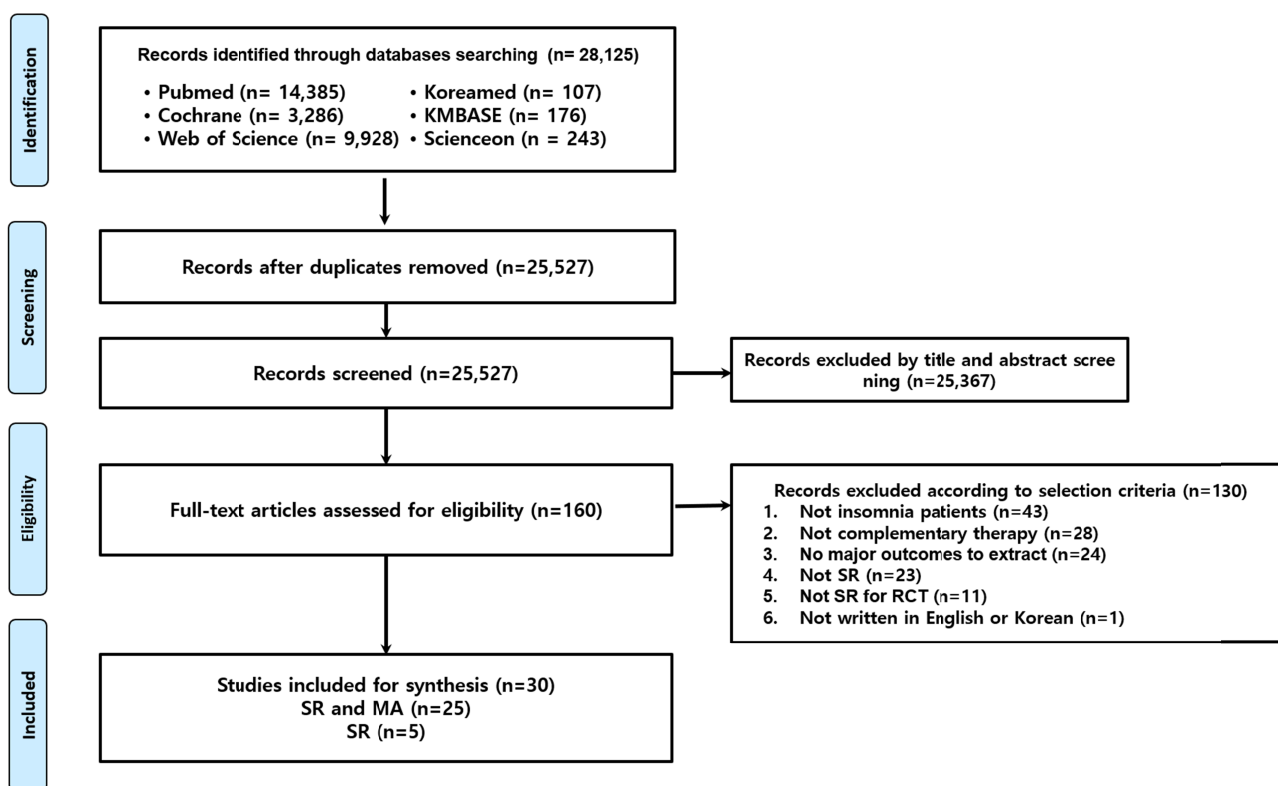 Identification
Records identified through databases searching (n= 28,125)
• Pubmed (n= 14,385)
• Cochrane (n= 3,286)
• Web of Science (n= 9,928)
• Koreamed (n= 107)
• KMBASE (n= 176)
• Scienceon (n = 243)
Screening
Records after duplicates removed (n=25,527)
Records screened (n=25,527)
Records excluded by title and abstract scree
ning (n=25,367)
Eligibility
Full-text articles assessed for eligibility (n=160)
Records excluded according to selection criteria (n=130)
1. Not insomnia patients (n=43)
2. Not complementary therapy (n=28)
3. No major outcomes to extract (n=24)
4. Not SR (n=23)
5. Not SR for RCT (n=11)
6. Not written in English or Korean (n=1)
Included
Studies included for synthesis (n=30)
SR and MA (n=25)
SR (n=5)